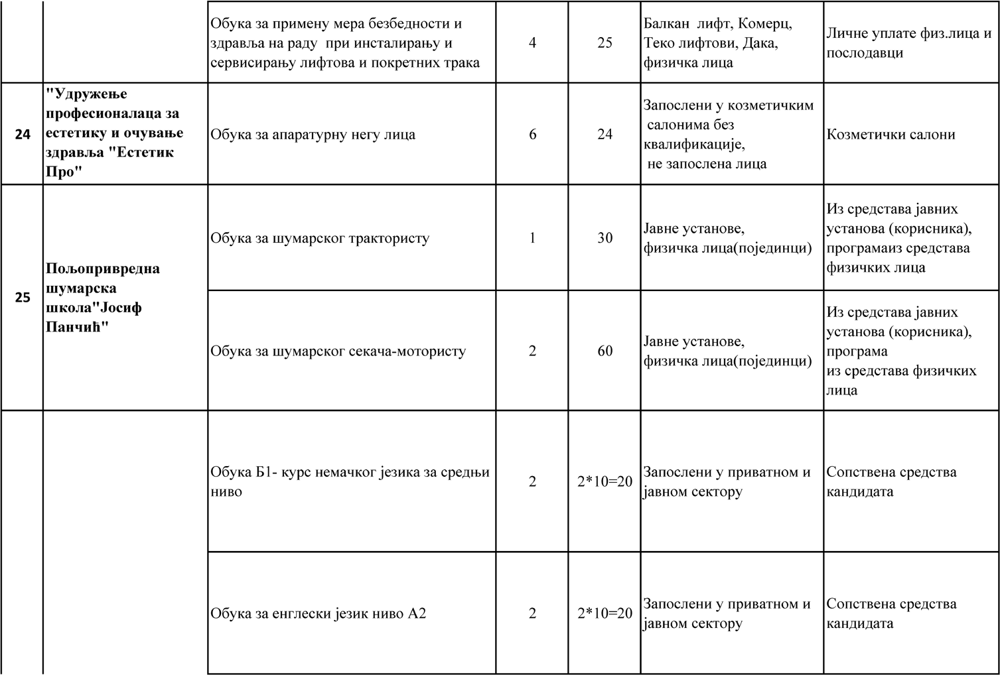 Обука за примену мера безбедности и
здравља на раду  при инсталирању и
сервисирању лифтова и покретних трака
4
25
Балкан  лифт, Комерц,
Теко лифтови, Дака,
физичка лица
Личне уплате физ.лица и
послодавци
24
"Удружење
професионалаца за
естетику и очување
здравља "Естетик
Про"
Обука за апаратурну негу лица
6
24
Запослени у козметичким
салонима без
квалификације,
не запослена лица
Козметички салони
25
Пољопривредна
шумарска
школа"Јосиф
Панчић"
Обука за шумарског трактористу
1
30
Јавне установе,
физичка лица(појединци)
Из средстава јавних
установа (корисника),
програмаиз средстава
физичких лица
Обука за шумарског секача-мотористу
2
60
Јавне установе,
физичка лица(појединци)
Из средстава јавних
установа (корисника),
програма
из средстава физичких
лица
Обука Б1- курс немачког језика за средњи
ниво
2
2*10=20
Запослени у приватном и
јавном сектору
Сопствена средства
кандидата
Обука за енглески језик ниво А2
2
2*10=20
Запослени у приватном и
јавном сектору
Сопствена средства
кандидата